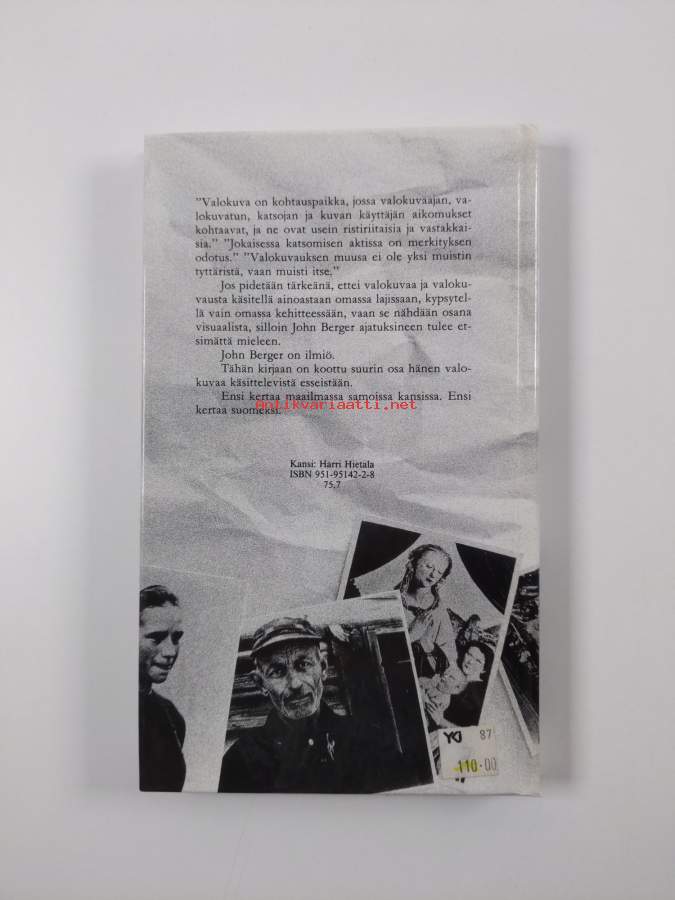 "Valokuva on kohtauspaikka, jossa valokuvaajan, va-
lokuvatun, katsojan ja kuvan käyttäjän aikomukset
kohtaavat, ja ne ovat usein ristiriitaisia ja vastakkai-
sia." "Jokaisessa katsomisen aktissa on merkityksen
odotus." "Valokuvauksen muusa ei ole yksi muistin
tyttäristä, vaan muisti itse."
Jos pidetään tärkeänä, ettei valokuvaa ja valoku-
vausta käsitellä ainoastaan omassa lajissaan, kypsytel-
lä vain omassa kehitteessään, vaan se nähdään osana
visuaalista, silloin John Berger ajatuksineen tulee et-
simättä mieleen.
John Berger on ilmiö.
Tähän kirjaan on koottu suurin osa hänen valo-
kuvaa käsittelevistä esseistään.
Ensi kertaa maailmassa samoissa kansissa. Ensi
kertaa suomeksi.
antikvariaatti.net
Kansi: Harri Hietala
ISBN 951-95142-2-8
75,7
YKJ 87
110-00